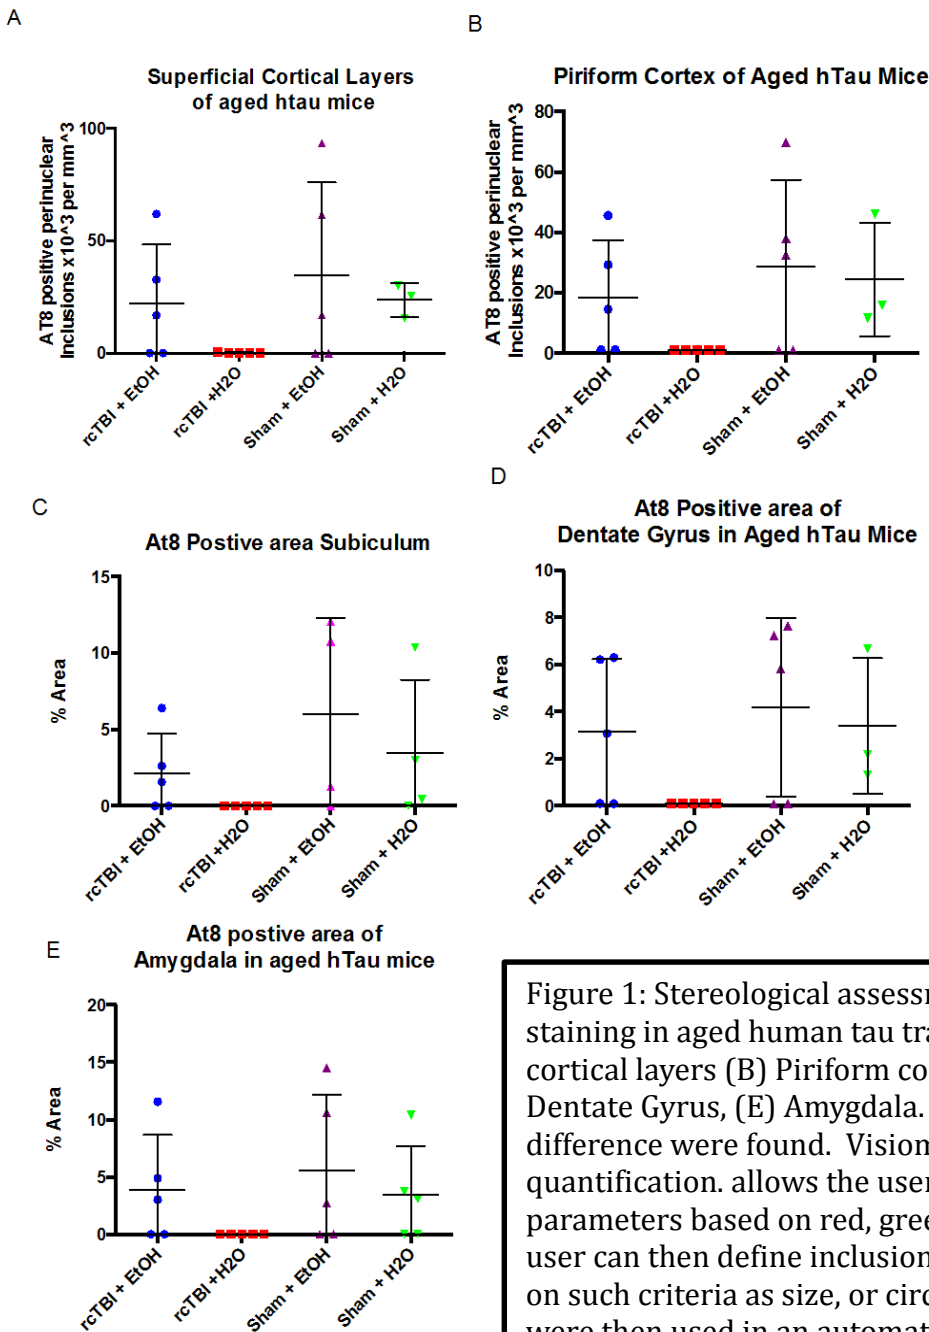 A
Superficial Cortical Layers
of aged htau mice
AT8 positive perinuclear
Inclusions x10^3 per mm^3
100
50
0
rcTBI + EtOH
rcTBI +H2O
Sham + EtOH
Sham + H2O
B
Piriform Cortex of Aged hTau Mice
AT8 positive perinuclear
Inclusions x10^3 per mm^3
80
60
40
20
0
rcTBI + EtOH
rcTBI +H2O
Sham + EtOH
Sham + H2O
C
At8 Postive area Subiculum
% Area
15
10
5
0
rcTBI + EtOH
rcTBI +H2O
Sham + EtOH
Sham + H2O
D
At8 Positive area of
Dentate Gyrus in Aged hTau Mice
% Area
10
8
6
4
2
0
rcTBI + EtOH
rcTBI +H2O
Sham + EtOH
Sham + H2O
E
At8 postive area of
Amygdala in aged hTau mice
% Area
20
15
10
5
0
rcTBI + EtOH
rcTBI +H2O
Sham + EtOH
Sham + H2O
Figure 1: Stereological
staining in aged human tau
cortical layers (B) Piriform
Dentate Gyrus, (E) Amygdala.
difference were found.
quantification. allows the user
parameters based on red,
user can then define
on such criteria as size, or
were then used in an